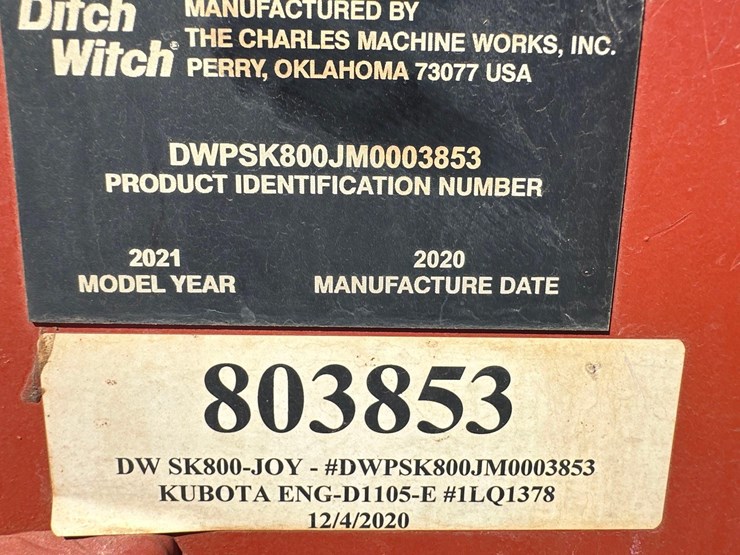 Ditch
Witch®
MANUFACTURED BY
THE CHARLES MACHINE WORKS, INC.
PERRY, OKLAHOMA 73077 USA
DWPSK800JM0003853
PRODUCT IDENTIFICATION NUMBER
2021
MODEL YEAR
2020
MANUFACTURE DATE
803853
DW SK800-JOY - #DWPSK800JM0003853
KUBOTA ENG-D1105-E #1LQ1378
12/4/2020